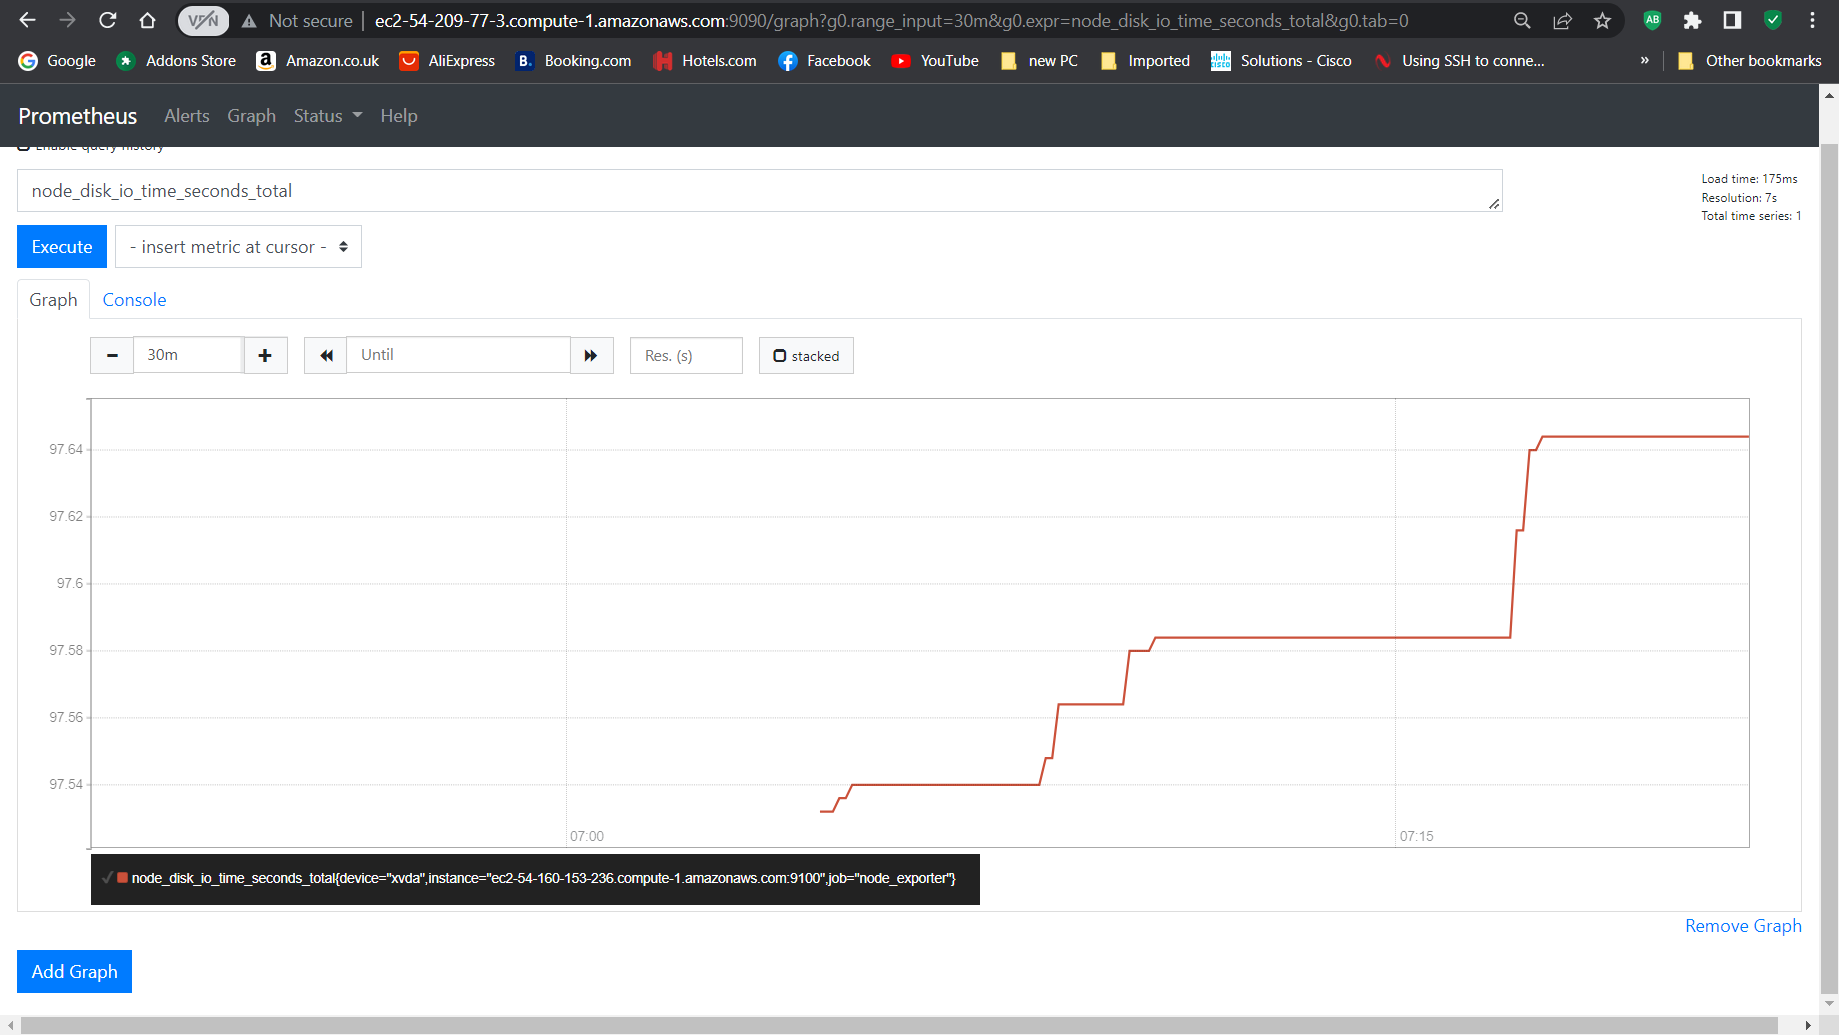 VPN Not secure ec2-54-209-77-3.compute-1.amazonaws.com:9090/graph?g0.range_input=30m&g0.expr=node_disk_io_time_seconds_total&g0.tab=0 AB
Google Addons Store Amazon.co.uk AliExpress Booking.com Hotels.com Facebook YouTube new PC Imported Solutions - Cisco Using SSH to conne... » Other bookmarks
Prometheus Alerts Graph Status Help
Enable query history
node_disk_io_time_seconds_total
Load time: 175ms
Resolution: 7s
Total time series: 1
Execute - insert metric at cursor -
Graph Console
30m Until Res. (s) stacked
97.64
97.62
97.6
97.58
97.56
97.54
07:00 07:15
node_disk_io_time_seconds_total{device="xvda",instance="ec2-54-160-153-236.compute-1.amazonaws.com:9100",job="node_exporter"}
Remove Graph
Add Graph